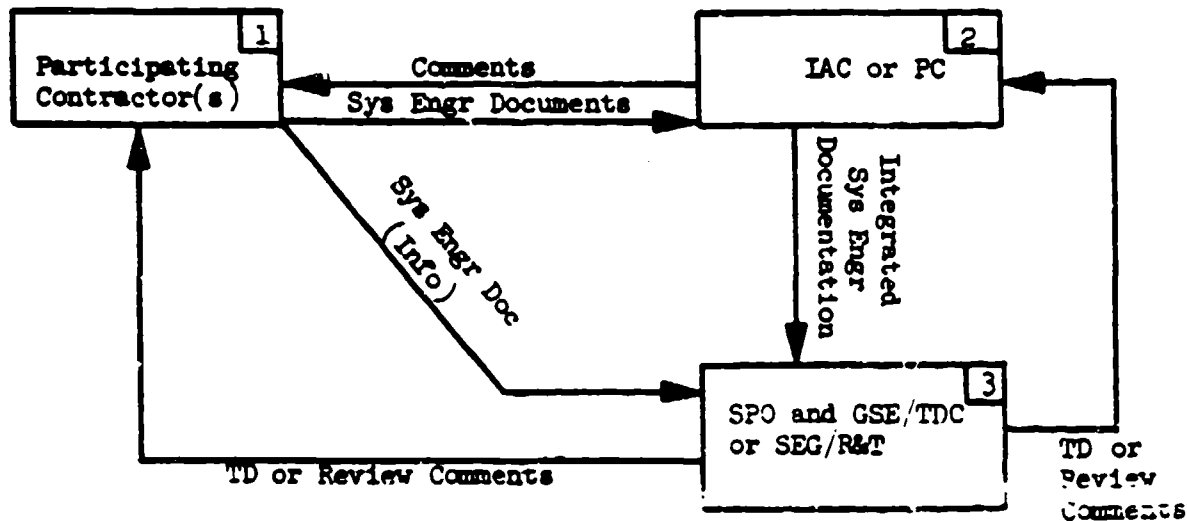 1
Participating
Contractor(s)
2
IAC or PC
Comments
Sys Engr Documents
Integrated
Sys Engr
Documentation
Sys Engr Doc
(Info)
3
SPO and GSE/TDC
or SEG/R&T
TD or Review Comments
TD or
Review
Comments